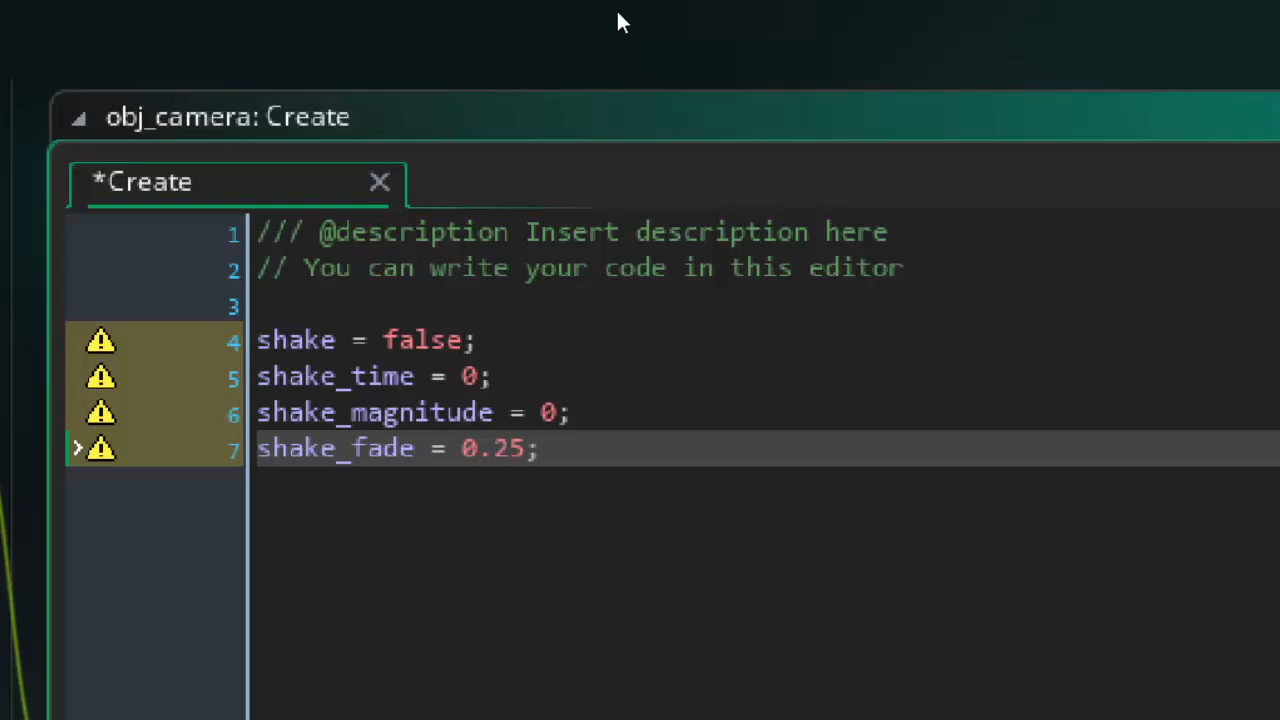 obj_camera: Create
*Create
1 /// @description Insert description here
2 // You can write your code in this editor
3
4 shake = false;
5 shake_time = 0;
6 shake_magnitude = 0;
7 shake_fade = 0.25;